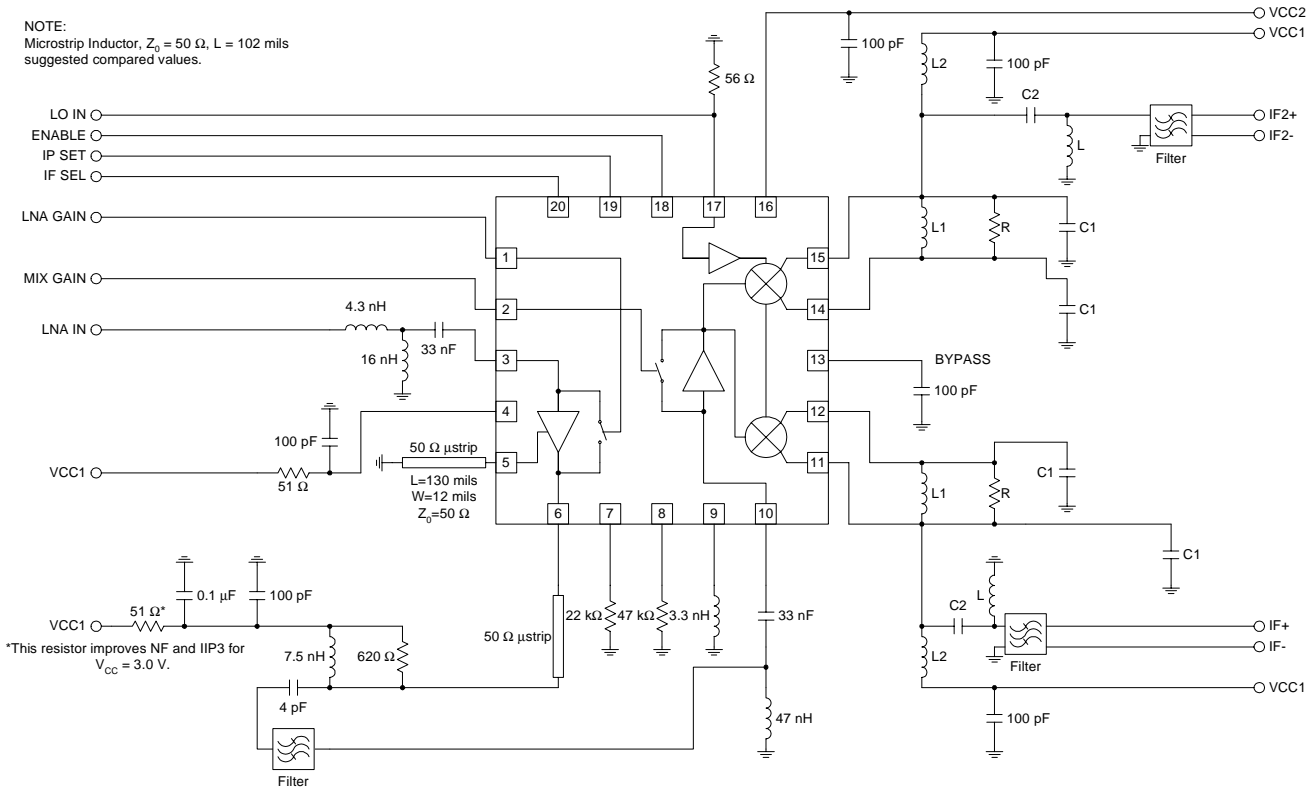 NOTE:
Microstrip Inductor, Z0 = 50 Ω, L = 102 mils
suggested compared values.
VCC2
VCC1
100 pF
L2
100 pF
56 Ω
C2
L
Filter
IF2+
IF2-
LO IN
ENABLE
IP SET
IF SEL
LNA GAIN
MIX GAIN
LNA IN
20
19
18
17
16
1
2
3
4
5
15
14
13
12
11
6
7
8
9
10
L1
R
C1
C1
4.3 nH
16 nH
33 nF
BYPASS
100 pF
100 pF
VCC1
51 Ω
50 Ω µstrip
L=130 mils
W=12 mils
Z0=50 Ω
L1
R
C1
C1
0.1 µF
100 pF
51 Ω*
VCC1
*This resistor improves NF and IIP3 for
VCC = 3.0 V.
7.5 nH
620 Ω
4 pF
Filter
50 Ω µstrip
22 kΩ
47 kΩ
3.3 nH
33 nF
47 nH
C2
L
Filter
IF+
IF-
L2
VCC1
100 pF